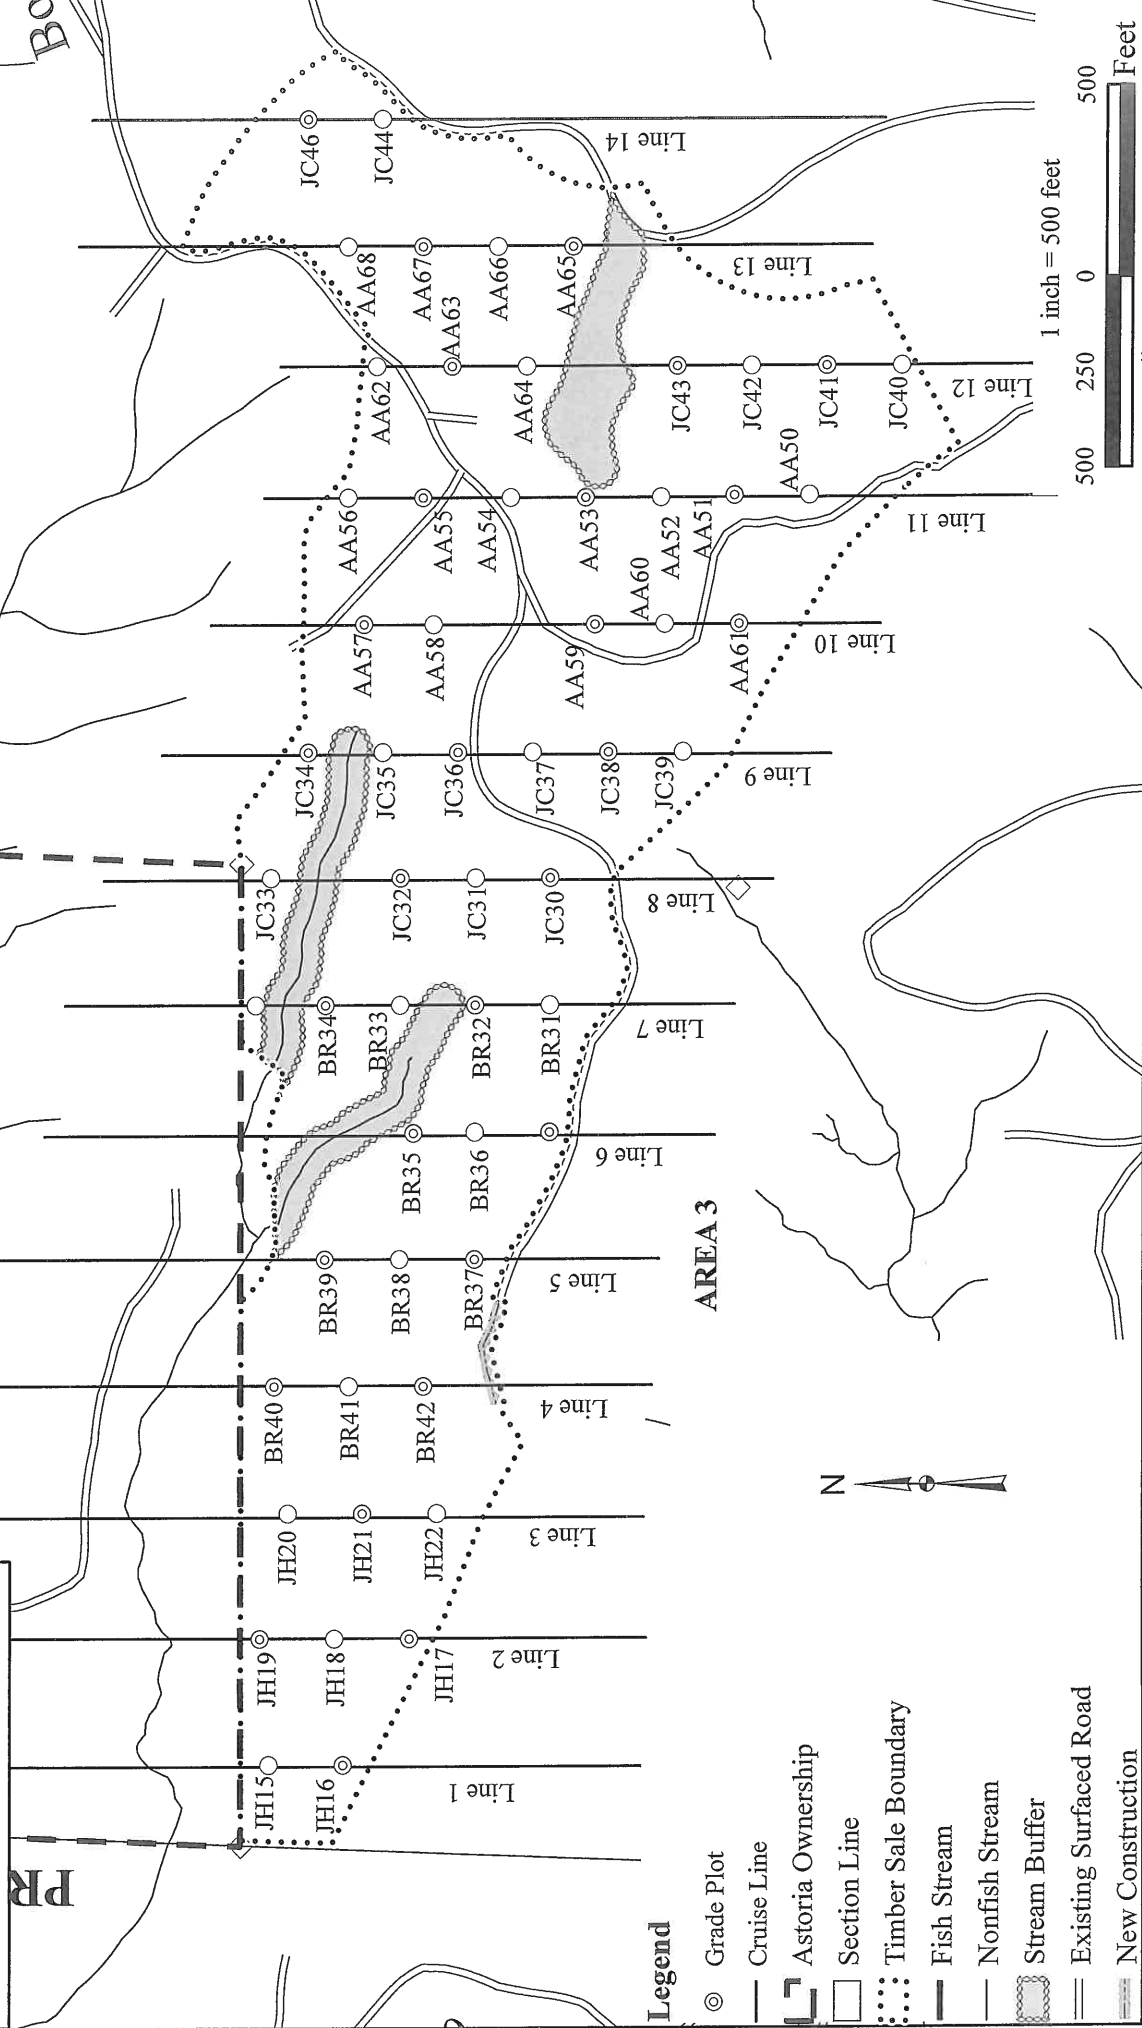 Bo
PR
JH15
JH16
Line 1
JH19
JH18
JH17
Line 2
JH20
JH21
JH22
Line 3
BR40
BR41
BR42
Line 4
BR39
BR38
BR37
Line 5
BR35
BR36
Line 6
BR34
BR33
BR32
BR31
Line 7
JC33
JC32
JC31
JC30
Line 8
JC34
JC35
JC36
JC37
JC38
JC39
Line 9
AA57
AA58
AA59
AA60
AA61
Line 10
AA56
AA55
AA54
AA53
AA52
AA51
AA50
Line 11
AA62
AA63
AA64
JC43
JC42
JC41
JC40
Line 12
AA68
AA67
AA66
AA65
Line 13
JC46
JC44
Line 14
AREA 3
N
Legend
Grade Plot
Cruise Line
Astoria Ownership
Section Line
Timber Sale Boundary
Fish Stream
Nonfish Stream
Stream Buffer
Existing Surfaced Road
New Construction
1 inch = 500 feet
500 250 0 500
Feet